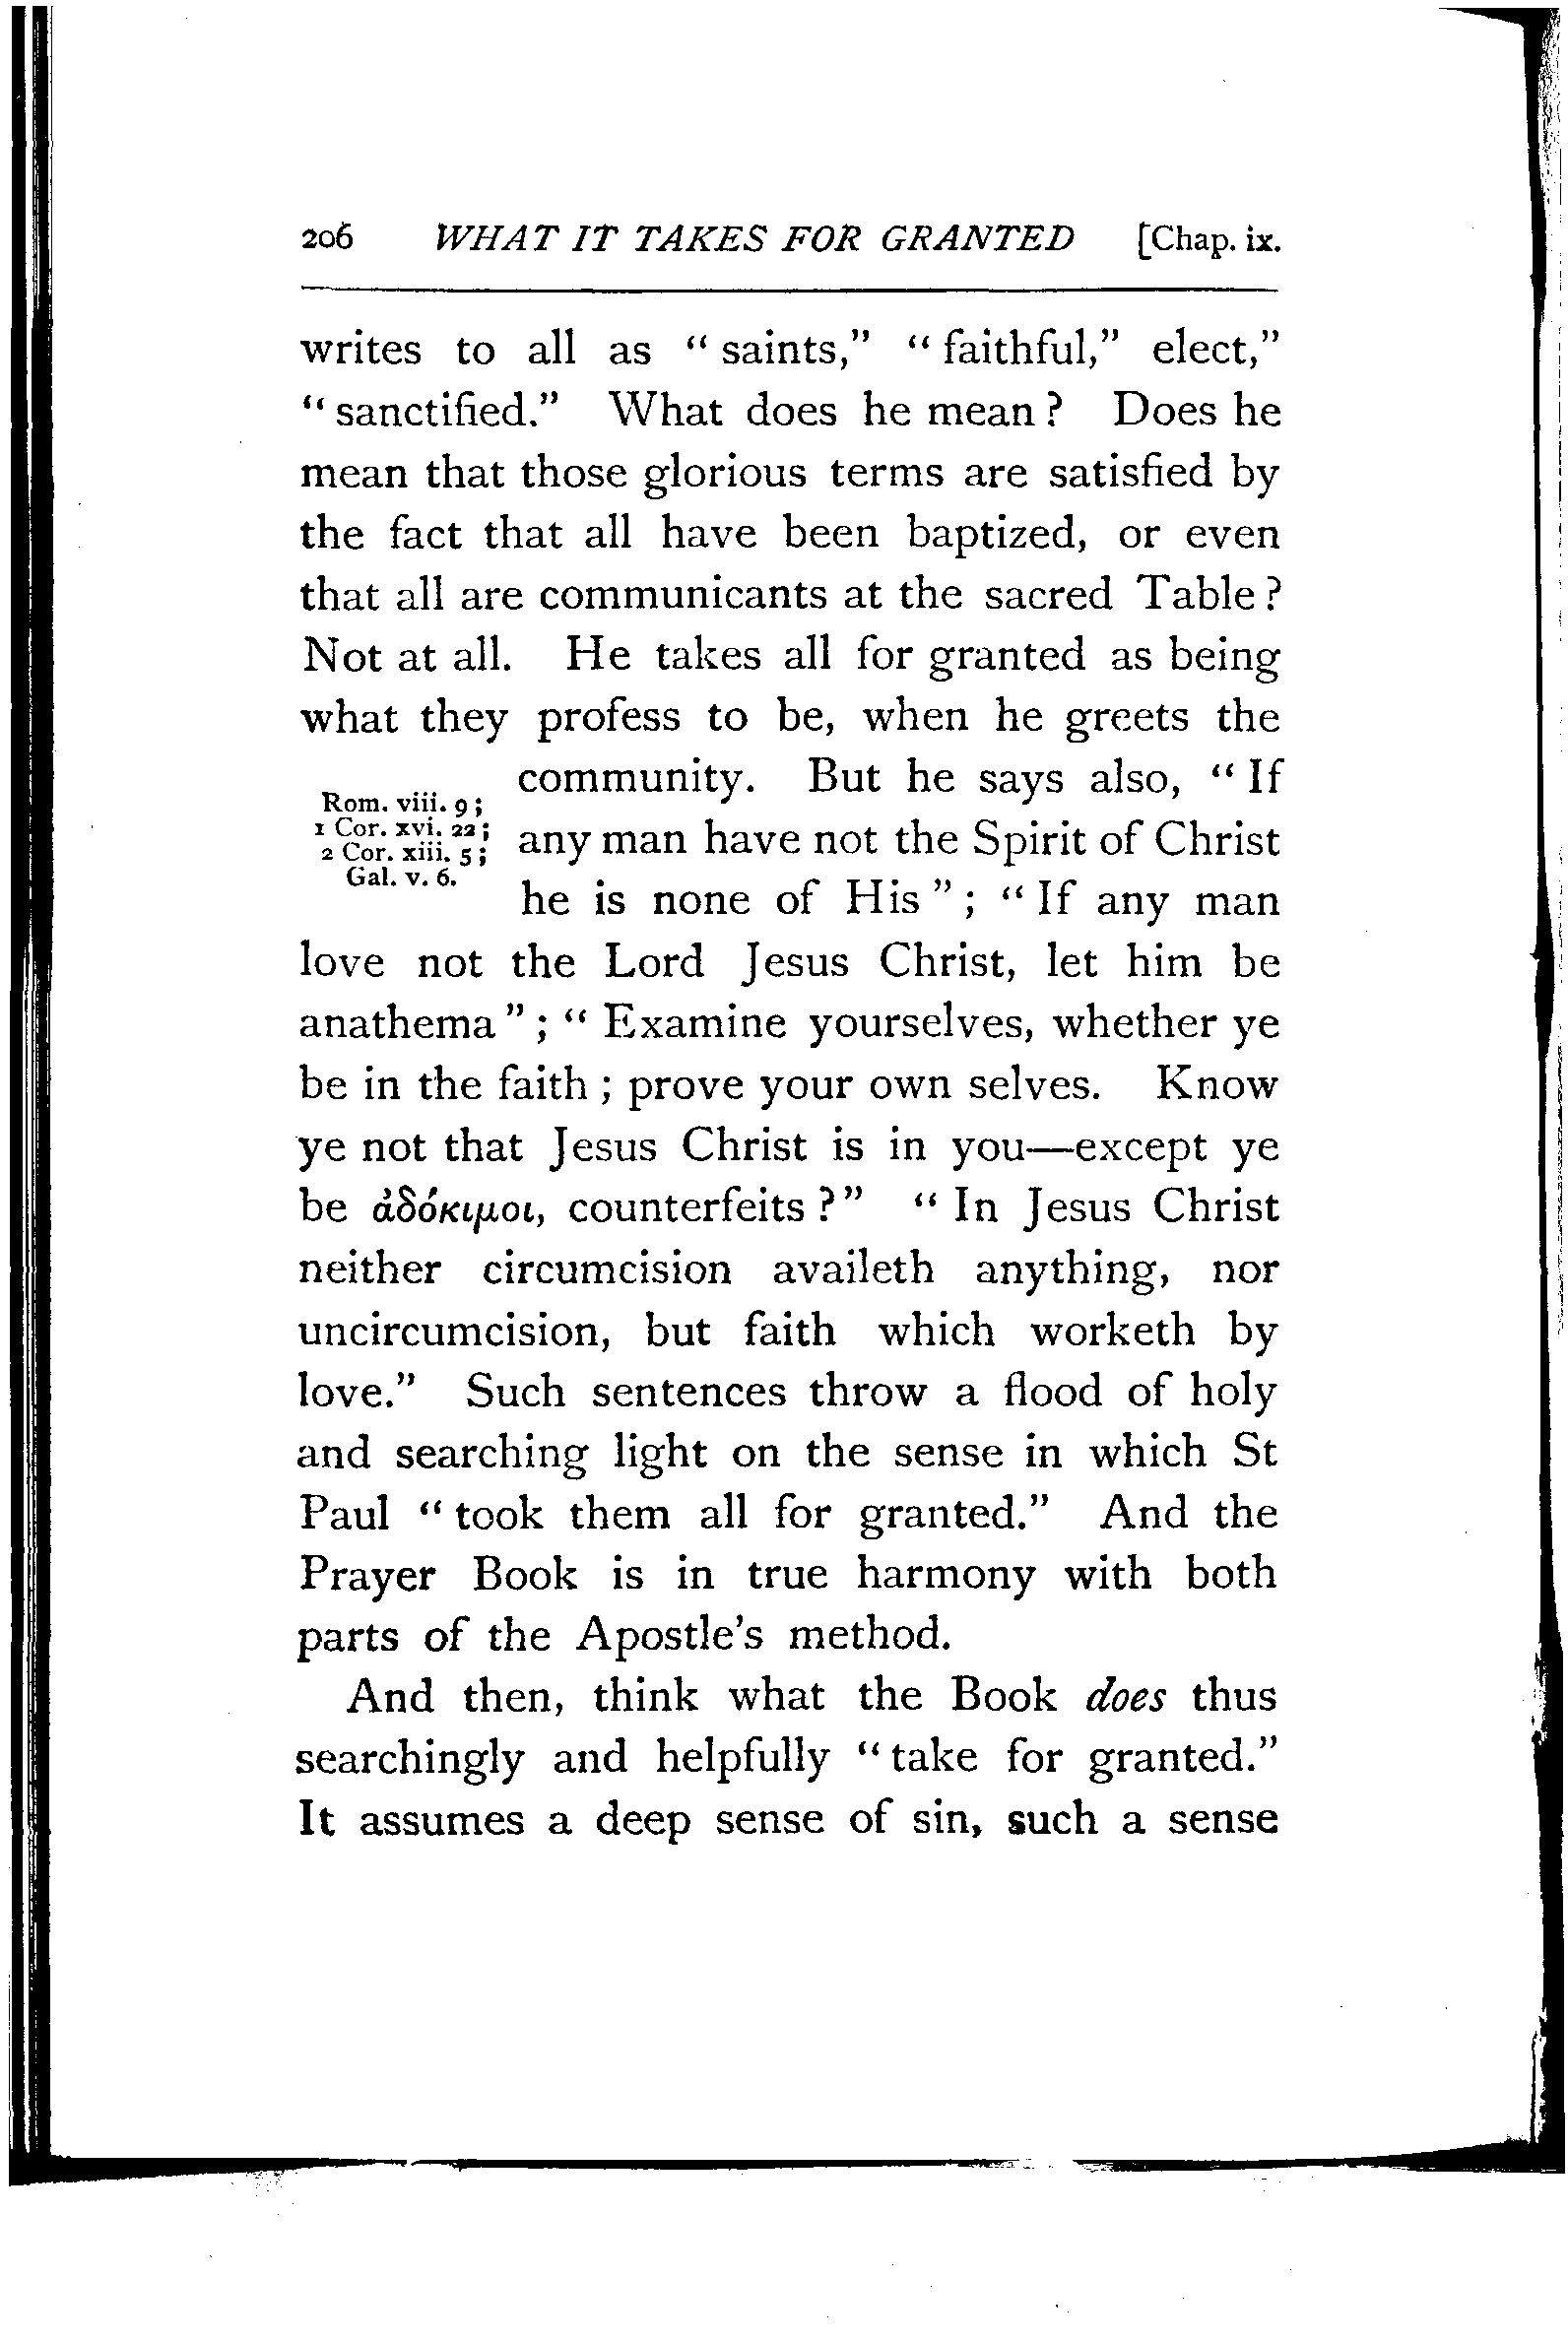 206 WHAT IT TAKES FOR GRANTED [Chap. ix.
writes to all as “saints,” “faithful,” elect,”
“sanctified.” What does he mean? Does he
mean that those glorious terms are satisfied by
the fact that all have been baptized, or even
that all are communicants at the sacred Table?
Not at all. He takes all for granted as being
what they profess to be, when he greets the
Rom. viii. 9;
1 Cor. xvi. 22;
2 Cor. xiii. 5;
Gal. v. 6.
community. But he says also, “If
any man have not the Spirit of Christ
he is none of His”; “If any man
love not the Lord Jesus Christ, let him be
anathema”; “Examine yourselves, whether ye
be in the faith; prove your own selves. Know
ye not that Jesus Christ is in you—except ye
be ἀδόκιμοι, counterfeits?” “In Jesus Christ
neither circumcision availeth anything, nor
uncircumcision, but faith which worketh by
love.” Such sentences throw a flood of holy
and searching light on the sense in which St
Paul “took them all for granted.” And the
Prayer Book is in true harmony with both
parts of the Apostle’s method.
And then, think what the Book does thus
searchingly and helpfully “take for granted.”
It assumes a deep sense of sin, such a sense